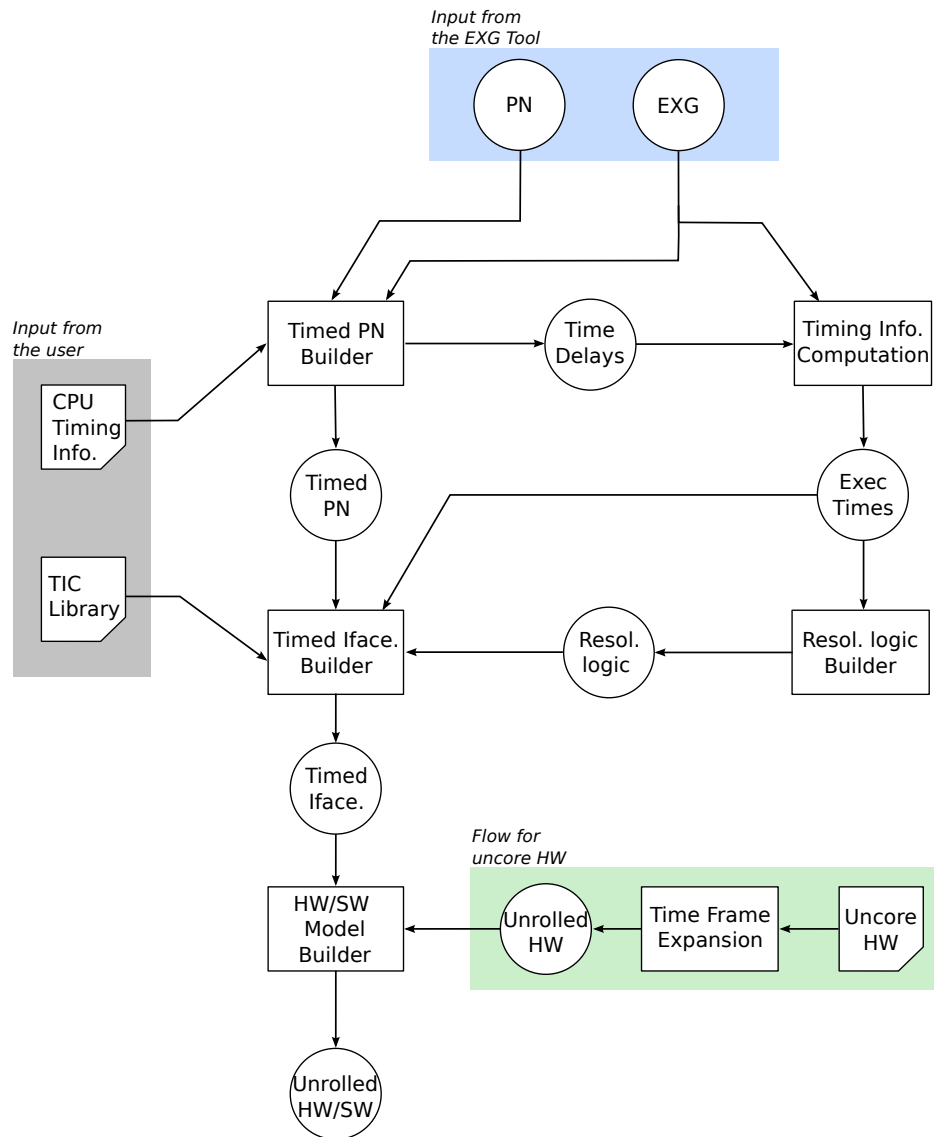 Input from
the EXG Tool
PN
EXG
Timed PN
Builder
Time
Delays
Timing Info.
Computation
Input from
the user
CPU
Timing
Info.
Timed
PN
Exec
Times
TIC
Library
Timed Iface.
Builder
Resol.
logic
Resol. logic
Builder
Timed
Iface.
Flow for
uncore HW
HW/SW
Model
Builder
Unrolled
HW
Time Frame
Expansion
Uncore
HW
Unrolled
HW/SW